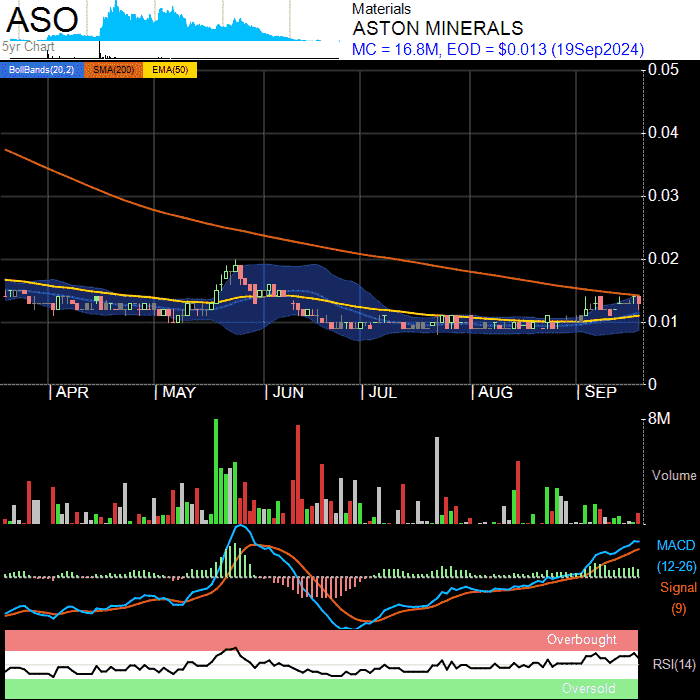 ASO
5yr Chart
Materials
ASTON MINERALS
MC = 16.8M, EOD = $0.013 (19Sep2024)
BollBands(20,2) SMA(200) EMA(50)
0.05
0.04
0.03
0.02
0.01
0
APR MAY JUN JUL AUG SEP
8M
Volume
MACD
(12-26)
Signal
(9)
Overbought
RSI(14)
Oversold